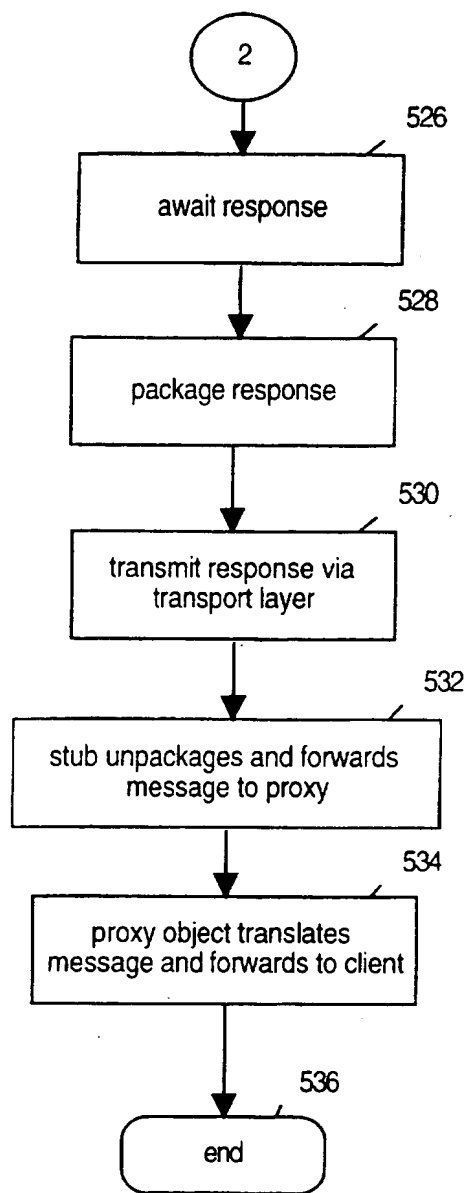 2
526
await response
528
package response
530
transmit response via
transport layer
532
stub unpackages and forwards
message to proxy
534
proxy object translates
message and forwards to client
536
end